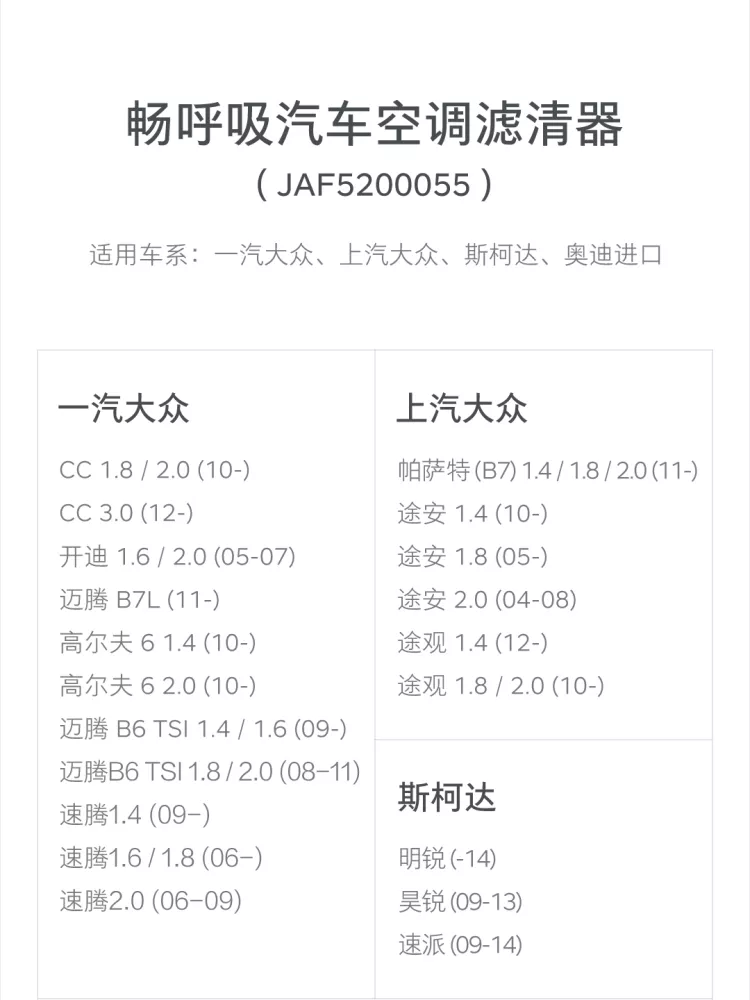 畅呼吸汽车空调滤清器
( JAF5200055 )
适用车系：一汽大众、上汽大众、斯柯达、奥迪进口
一汽大众
CC 1.8 / 2.0 (10-)
CC 3.0 (12-)
开迪 1.6 / 2.0 (05-07)
迈腾 B7L (11-)
高尔夫 6 1.4 (10-)
高尔夫 6 2.0 (10-)
迈腾 B6 TSI 1.4 / 1.6 (09-)
迈腾B6 TSI 1.8 / 2.0 (08–11)
速腾1.4 (09–)
速腾1.6 / 1.8 (06–)
速腾2.0 (06–09)
上汽大众
帕萨特 (B7) 1.4 / 1.8 / 2.0 (11-)
途安 1.4 (10-)
途安 1.8 (05-)
途安 2.0 (04-08)
途观 1.4 (12-)
途观 1.8 / 2.0 (10-)
斯柯达
明锐 (-14)
昊锐 (09-13)
速派 (09-14)